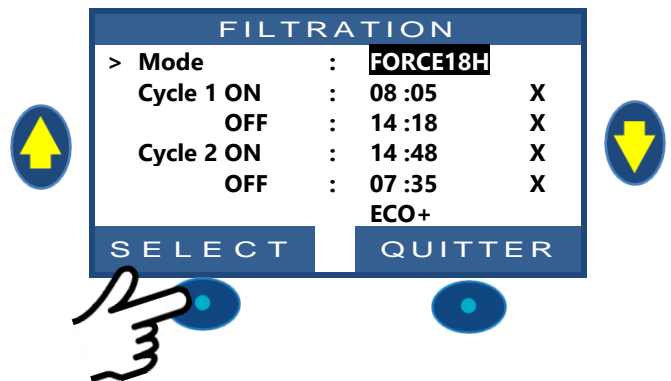 FILTRATION
> Mode : FORCE18H
Cycle 1 ON : 08 :05 X
OFF : 14 :18 X
Cycle 2 ON : 14 :48 X
OFF : 07 :35 X
ECO+
SELECT QUITTER